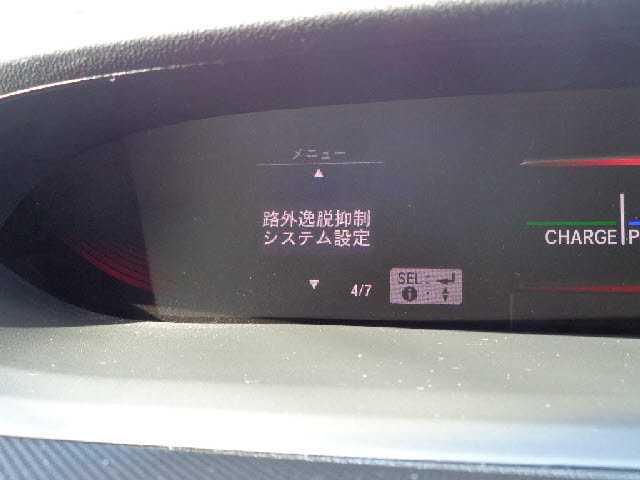 メニュー
路外逸脱抑制
システム設定
4/7
SEL:
i :
CHARGE P